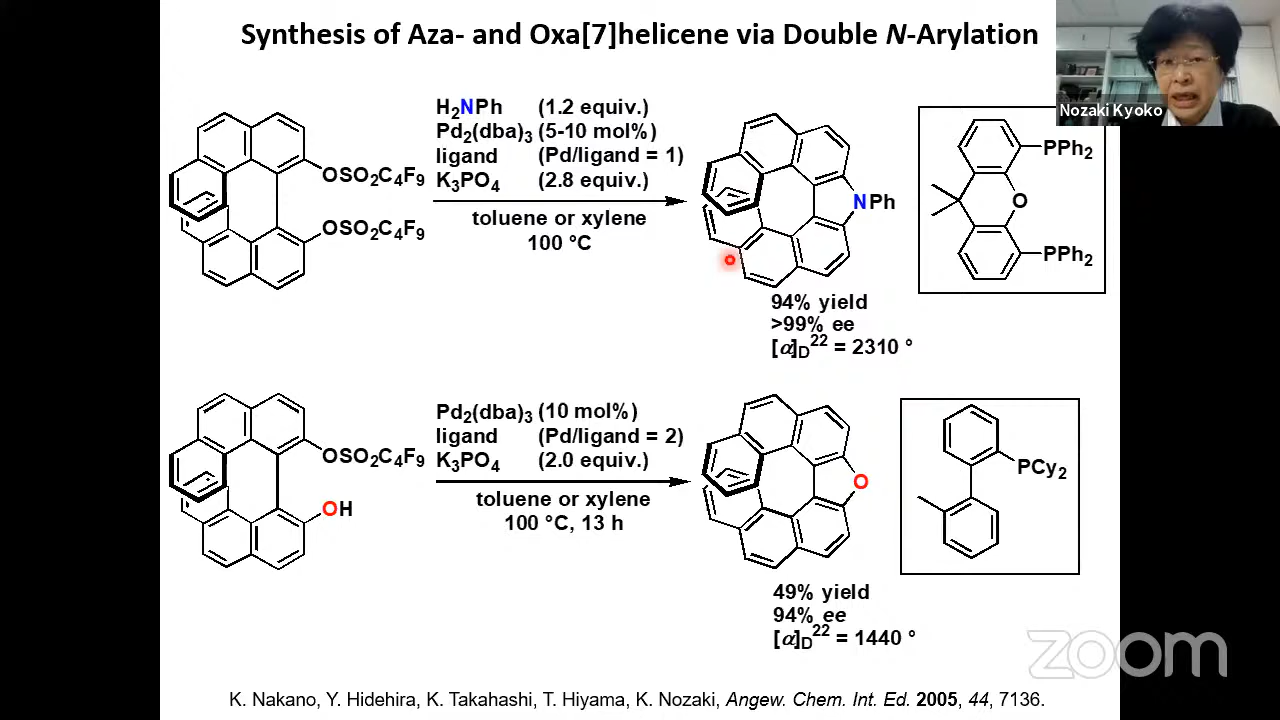 Synthesis of Aza- and Oxa[7]helicene via Double N-Arylation
Nozaki Kyoko
OSO₂C₄F₉
OSO₂C₄F₉
H₂NPh (1.2 equiv.)
Pd₂(dba)₃ (5-10 mol%)
ligand (Pd/ligand = 1)
K₃PO₄ (2.8 equiv.)
toluene or xylene
100 °C
NPh
94% yield
>99% ee
[α]D²² = 2310 °
PPh₂
O
PPh₂
OSO₂C₄F₉
OH
Pd₂(dba)₃ (10 mol%)
ligand (Pd/ligand = 2)
K₃PO₄ (2.0 equiv.)
toluene or xylene
100 °C, 13 h
O
49% yield
94% ee
[α]D²² = 1440 °
PCy₂
zoom
K. Nakano, Y. Hidehira, K. Takahashi, T. Hiyama, K. Nozaki, Angew. Chem. Int. Ed. 2005, 44, 7136.